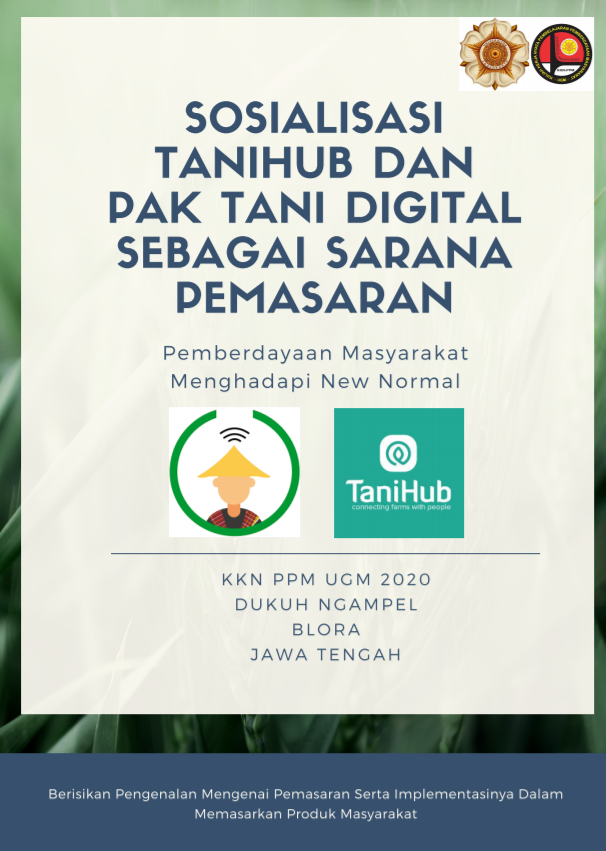 SOSIALISASI
TANIHUB DAN
PAK TANI DIGITAL
SEBAGAI SARANA
PEMASARAN
Pemberdayaan Masyarakat
Menghadapi New Normal
TaniHub
connecting farms with people
KKN PPM UGM 2020
DUKUH NGAMPEL
BLORA
JAWA TENGAH
Berisikan Pengenalan Mengenai Pemasaran Serta Implementasinya Dalam
Memasarkan Produk Masyarakat